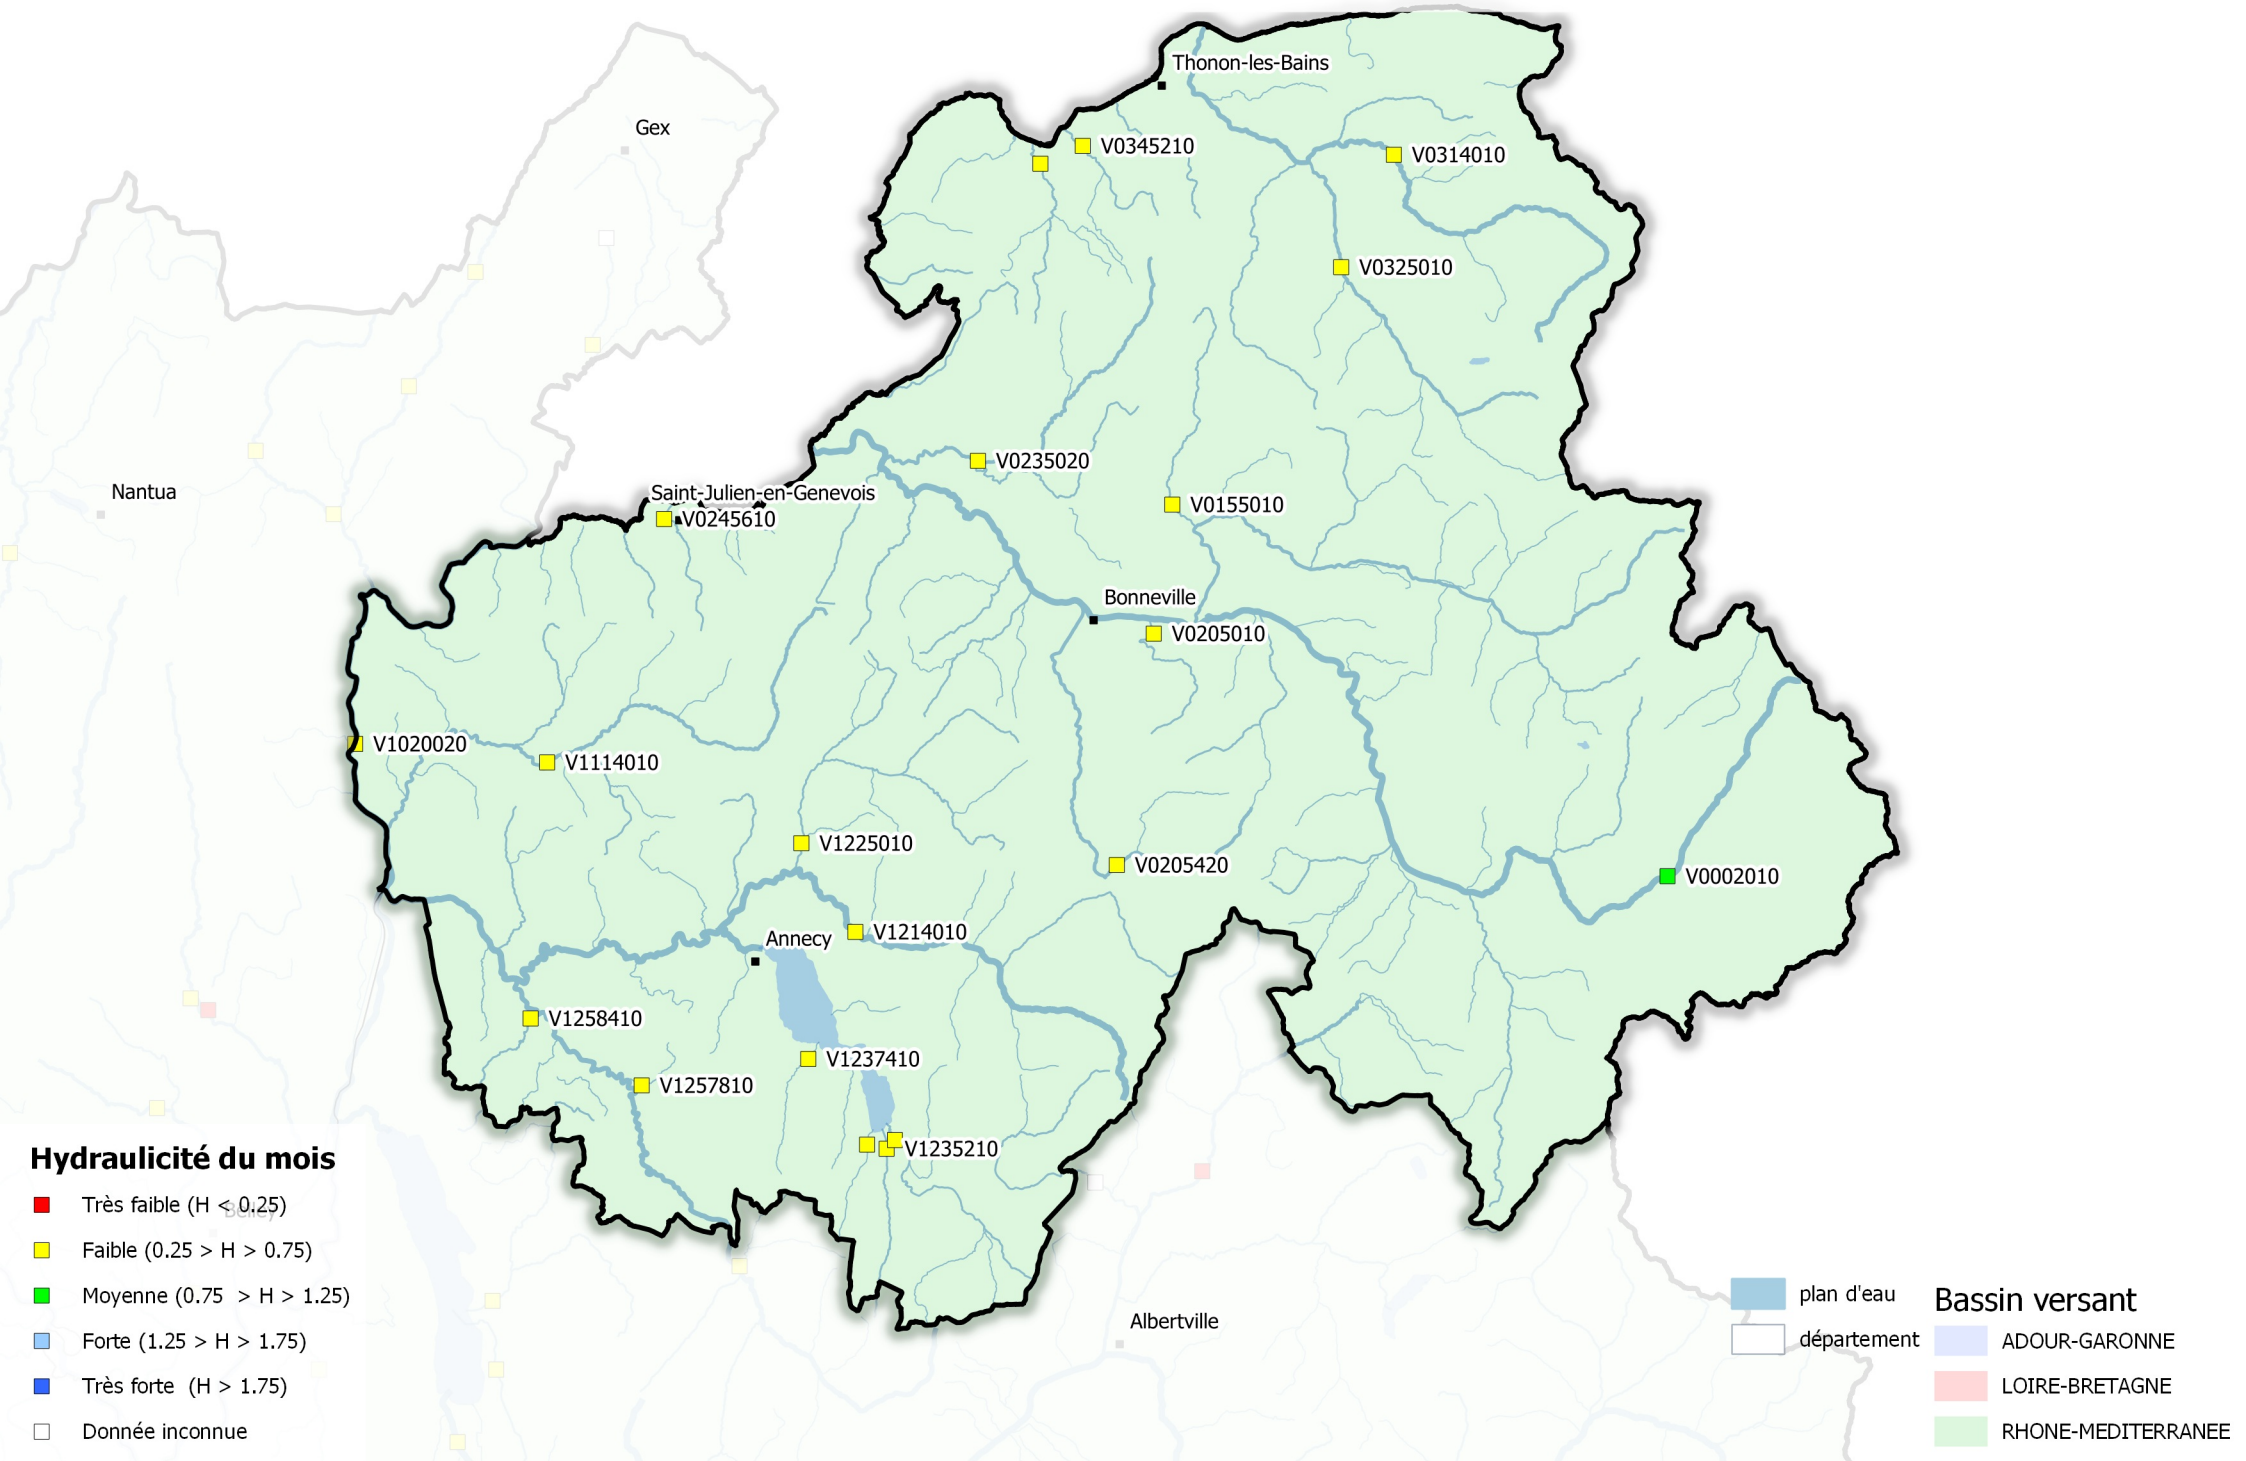 Thonon-les-Bains
Gex
V0345210
V0314010
V0325010
V0235020
Nantua
Saint-Julien-en-Genevois
V0245610
V0155010
Bonneville
V0205010
V1020020
V1114010
V1225010
V0205420
V0002010
Annecy
V1214010
V1258410
V1237410
V1257810
V1235210
Albertville
Hydraulicité du mois
Très faible (H < 0.25)
Belley
Faible (0.25 > H > 0.75)
Moyenne (0.75 > H > 1.25)
Forte (1.25 > H > 1.75)
Très forte (H > 1.75)
Donnée inconnue
plan d'eau
département
Bassin versant
ADOUR-GARONNE
LOIRE-BRETAGNE
RHONE-MEDITERRANEE